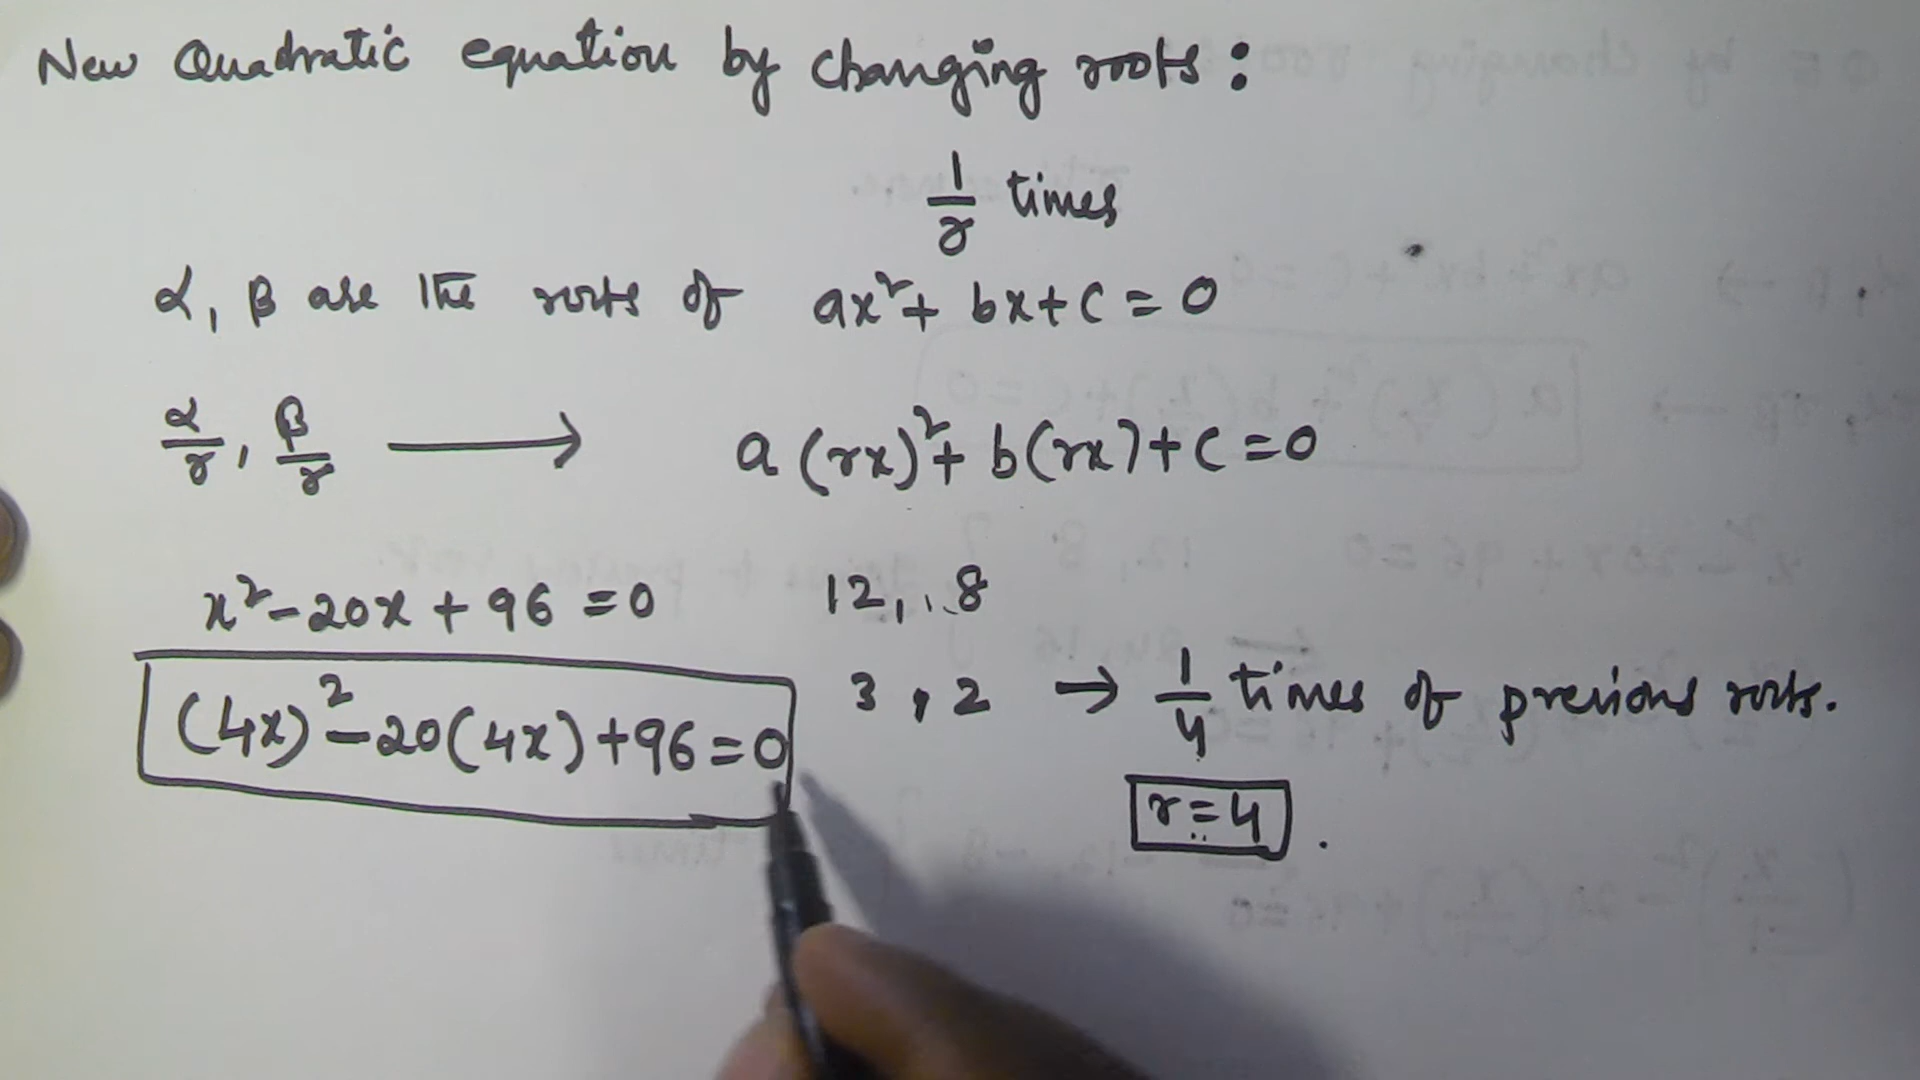 New Quadratic equation by changing roots:
1/r times
α, β are the roots of ax²+ bx+c=0
α/r, β/r → a(rx)²+ b(rx)+c=0
x²-20x+96=0 12, 8
(4x)²-20(4x)+96=0 3, 2 → 1/4 times of previous roots.
r=4.